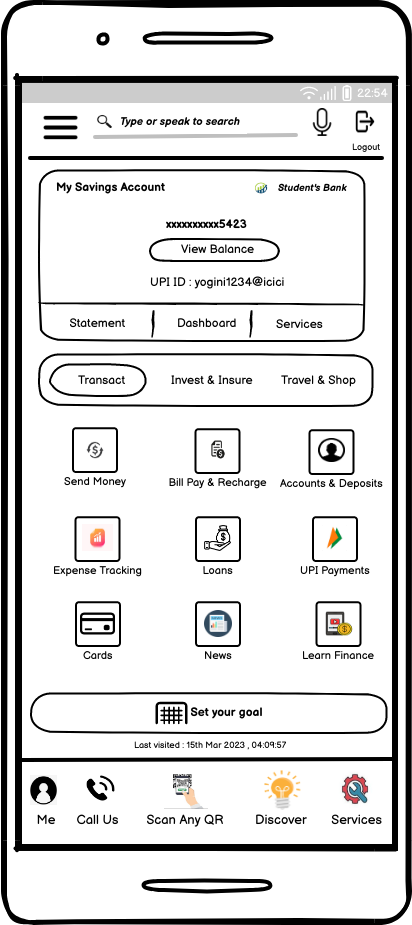 22:54
Type or speak to search
Logout
My Savings Account Student's Bank
xxxxxxxxxx5423
View Balance
UPI ID : yogini1234@icici
Statement Dashboard Services
Transact Invest & Insure Travel & Shop
Send Money Bill Pay & Recharge Accounts & Deposits
Expense Tracking Loans UPI Payments
Cards News Learn Finance
Set your goal
Last visited : 15th Mar 2023 , 04:09:57
Me Call Us Scan Any QR Discover Services